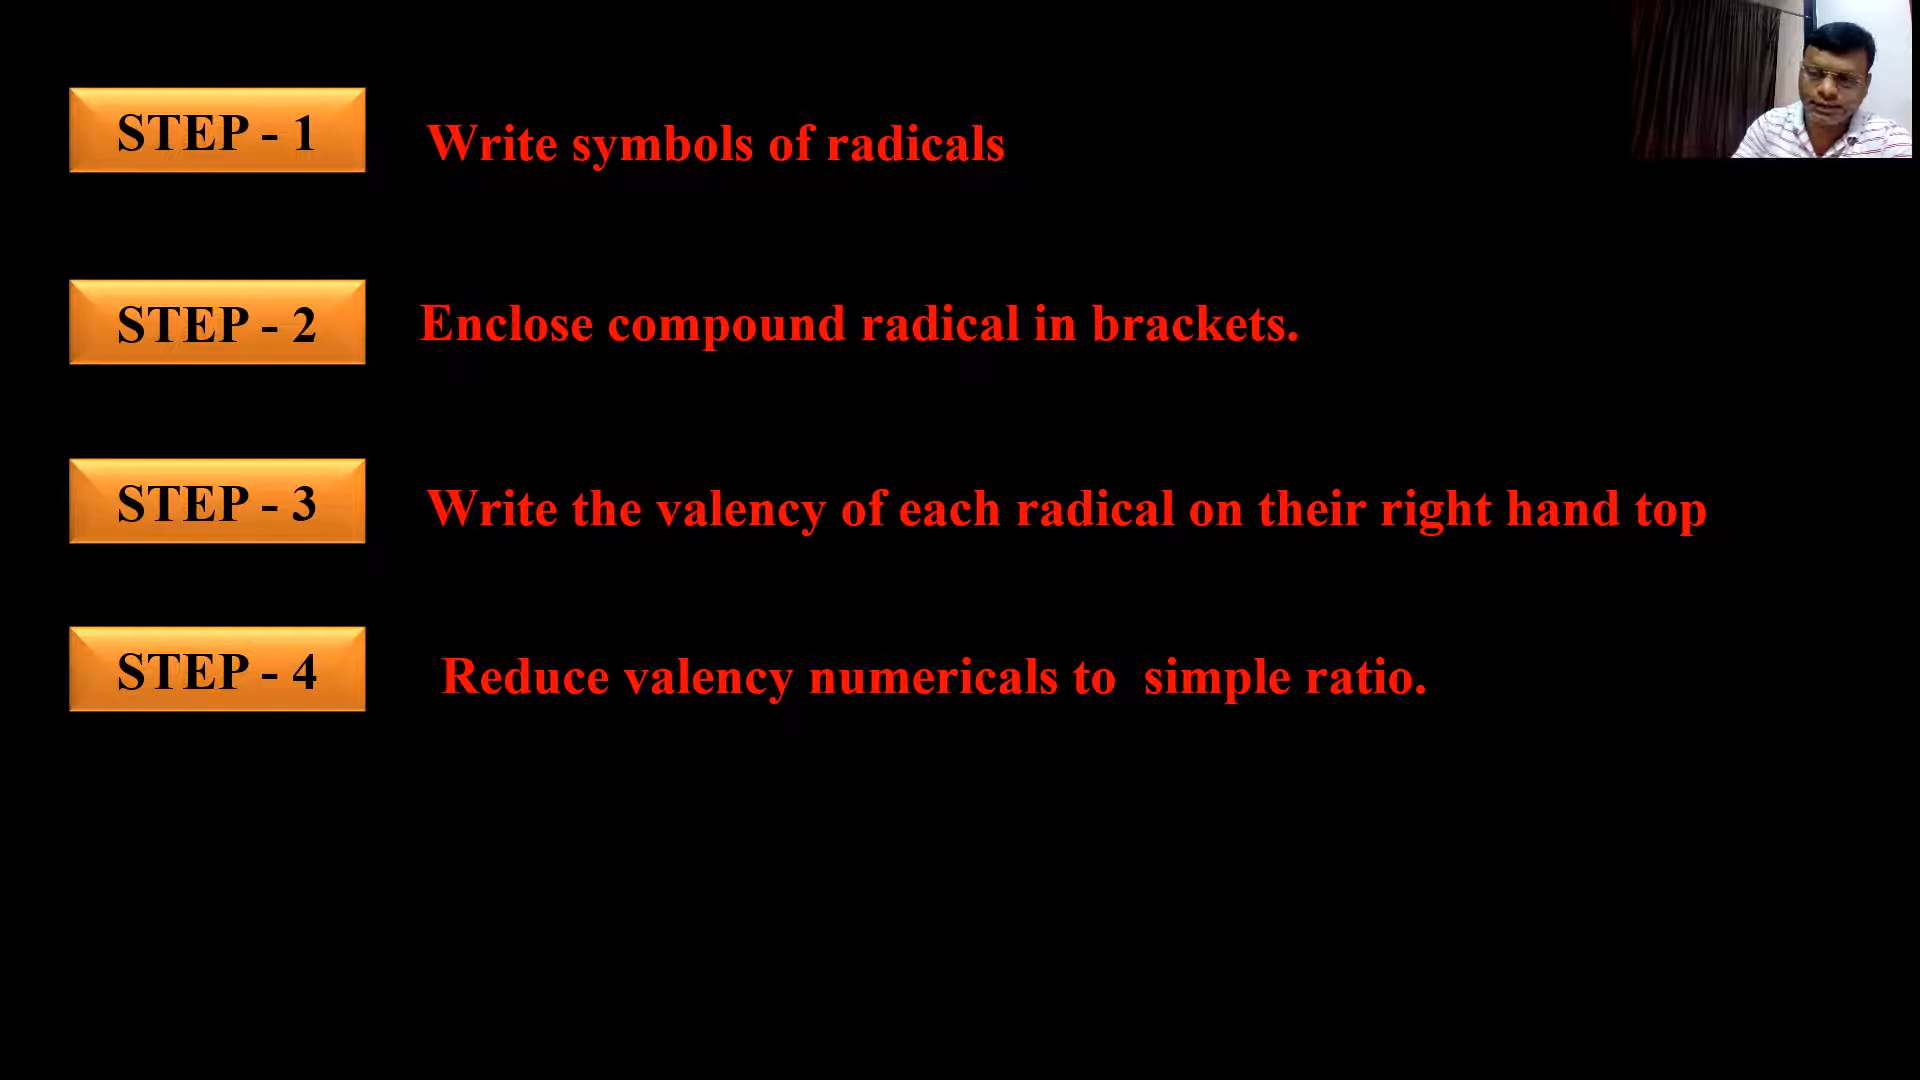 STEP - 1
Write symbols of radicals
STEP - 2
Enclose compound radical in brackets.
STEP - 3
Write the valency of each radical on their right hand top
STEP - 4
Reduce valency numericals to  simple ratio.